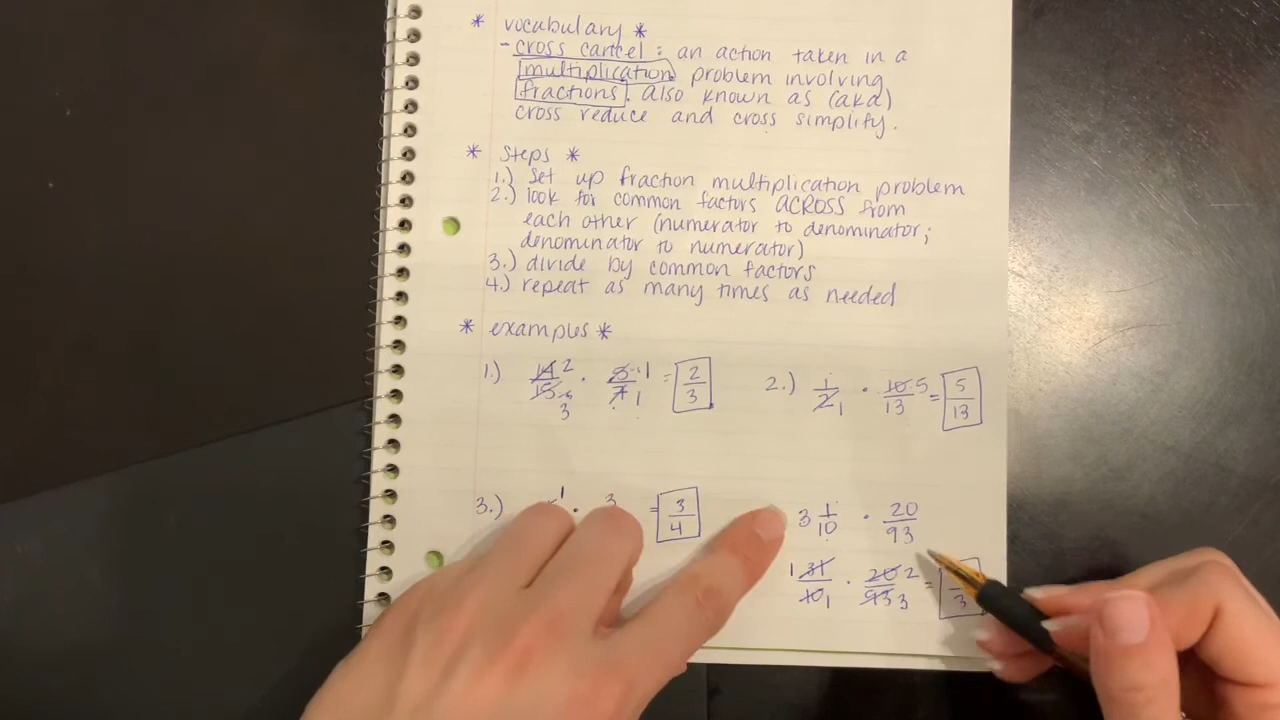 * vocabulary *
- cross cancel : an action taken in a
multiplication problem involving
fractions. also known as (aka)
cross reduce and cross simplify.
* steps *
1.) set up fraction multiplication problem
2.) look for common factors ACROSS from
each other (numerator to denominator;
denominator to numerator)
3.) divide by common factors
4.) repeat as many times as needed
* examples *
1.) 14 2 / 15 3 · 1 / 7 1 = 2/3
2.) 1 / 2 1 · 10 5 / 13 = 5/13
3.) 1 · 3 = 3/4
3 1/10 · 20/93
1 31 / 10 1 · 20 2 / 93 3 = 3